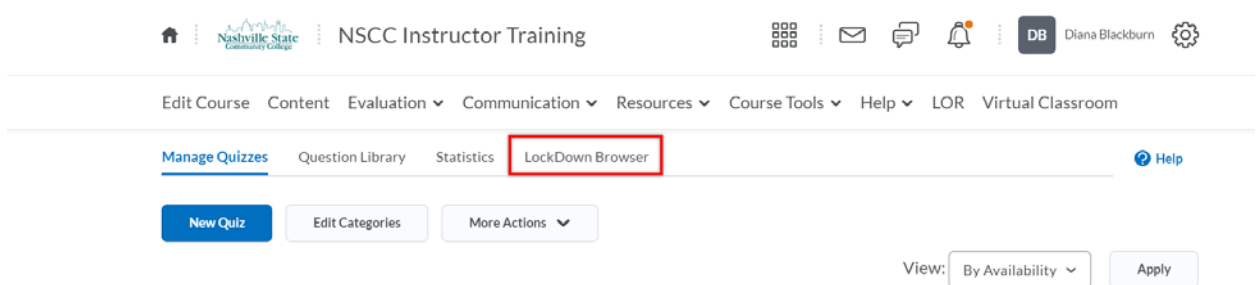 Nashville State
Community College
NSCC Instructor Training
DB
Diana Blackburn
Edit Course Content Evaluation Communication Resources Course Tools Help LOR Virtual Classroom
Manage Quizzes Question Library Statistics LockDown Browser
? Help
New Quiz Edit Categories More Actions
View: By Availability Apply